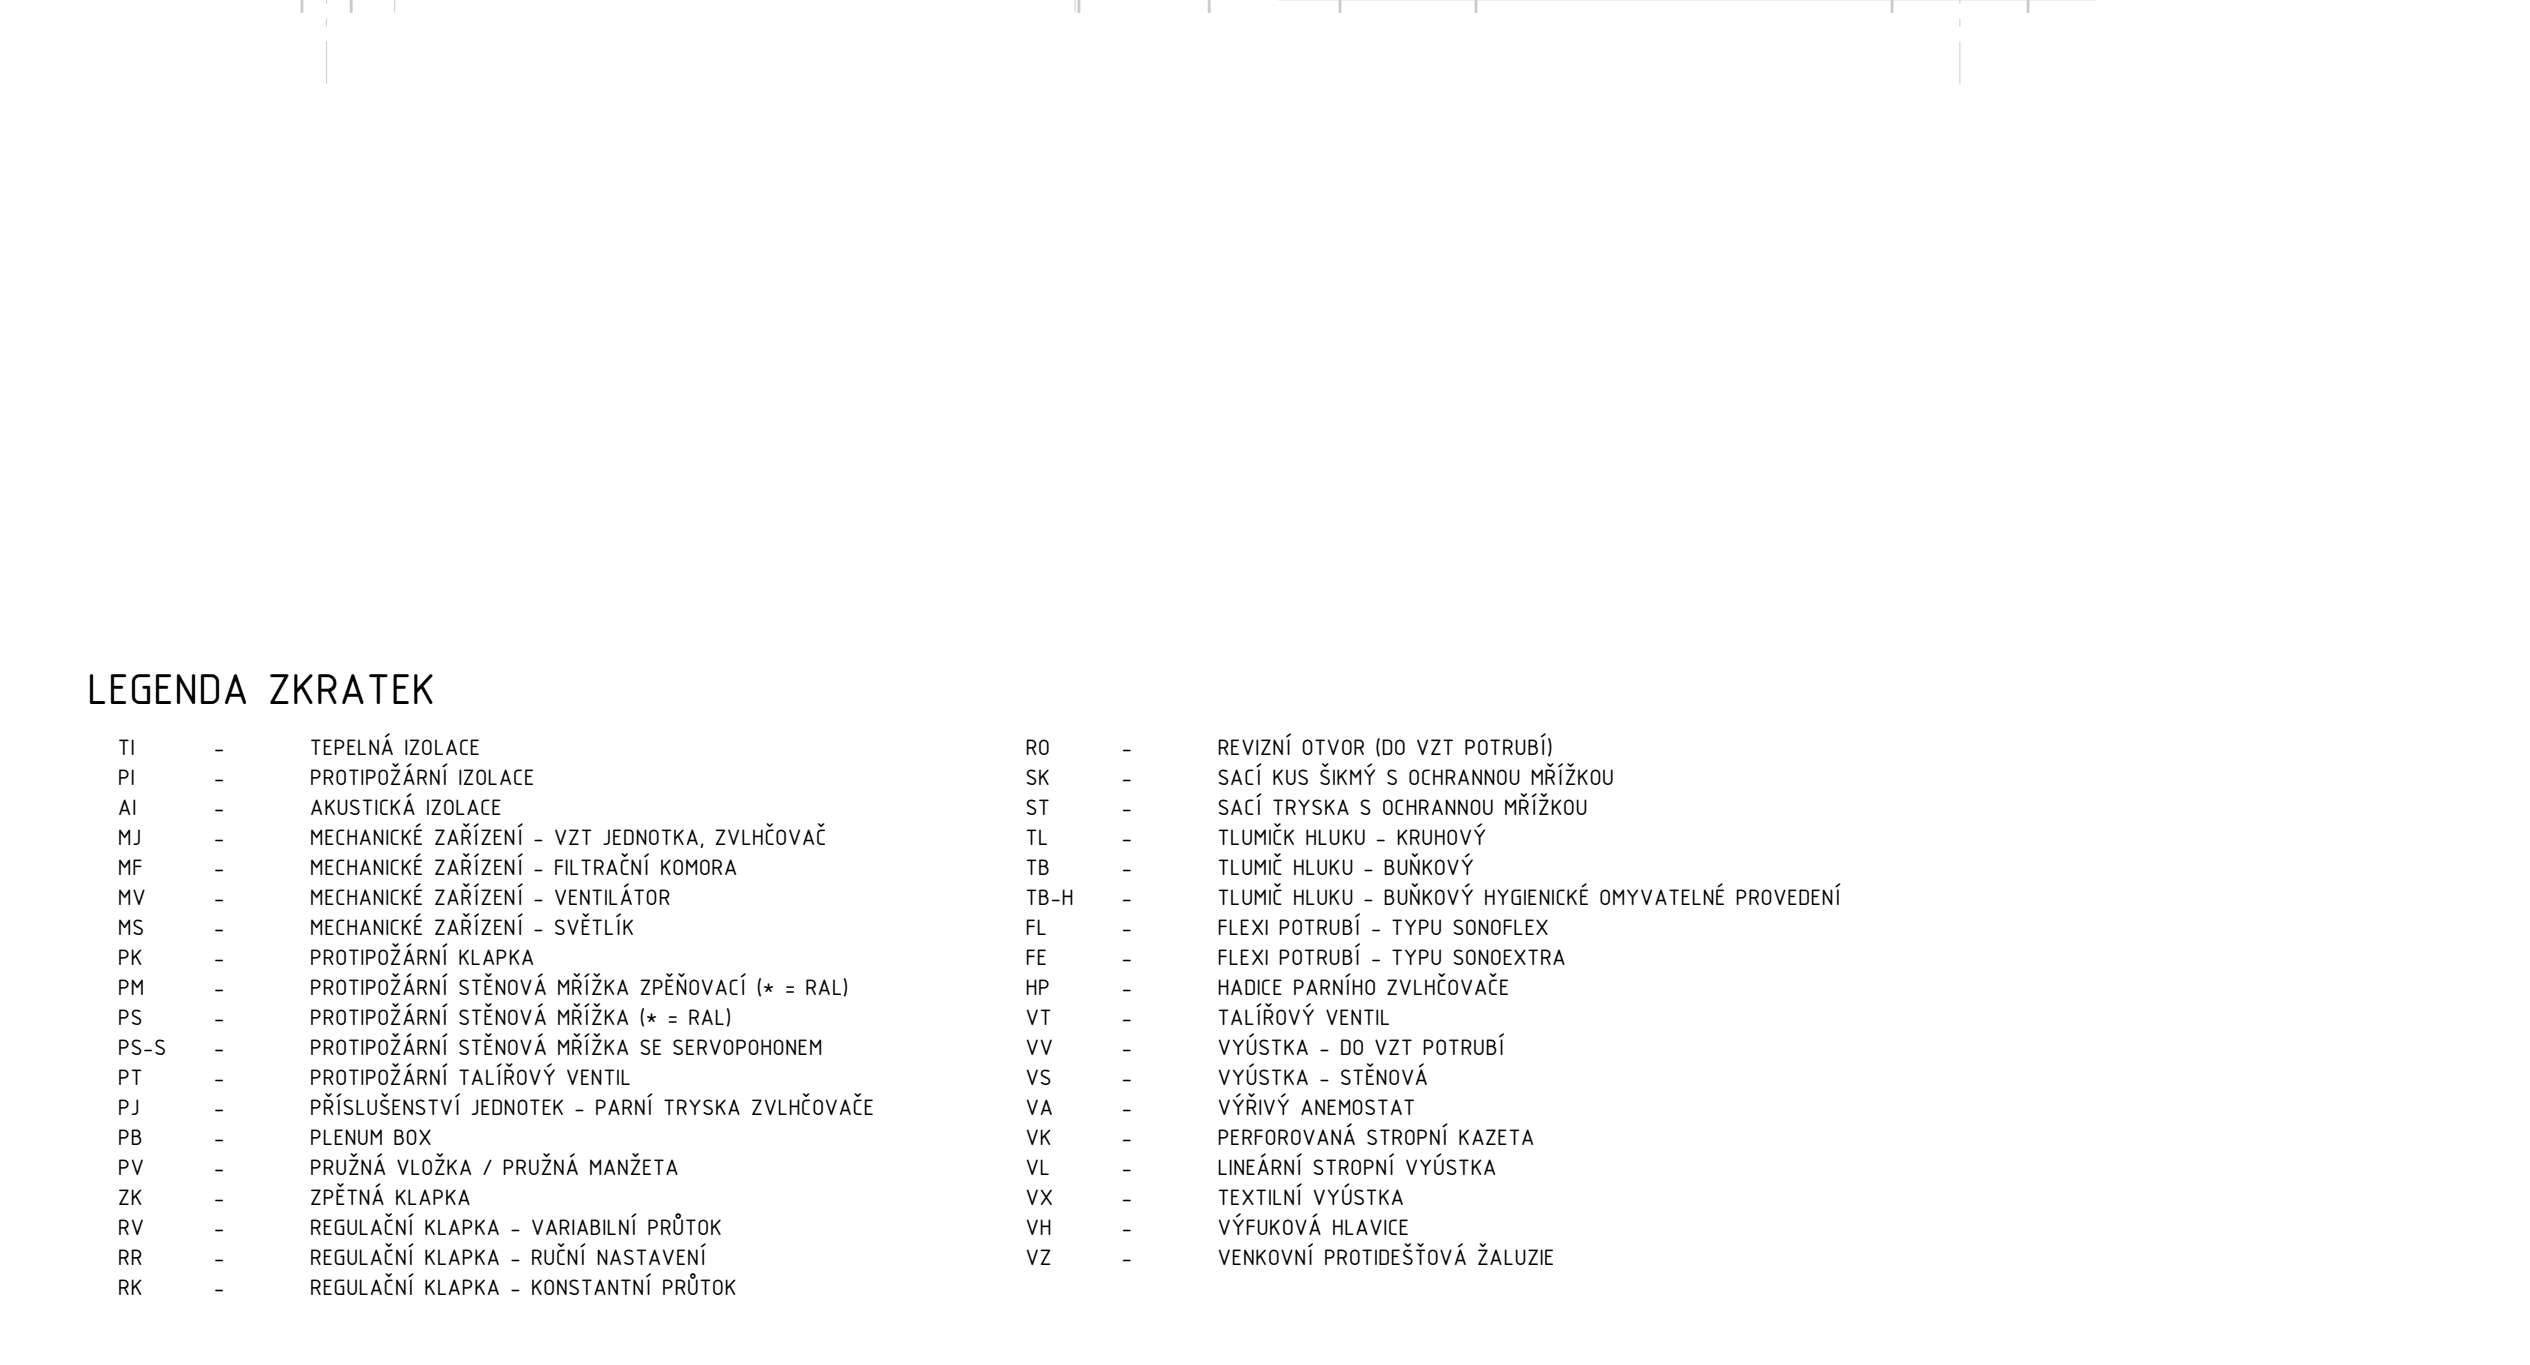 LEGENDA ZKRATEK
TI - TEPELNÁ IZOLACE
PI - PROTIPOŽÁRNÍ IZOLACE
AI - AKUSTICKÁ IZOLACE
MJ - MECHANICKÉ ZAŘÍZENÍ - VZT JEDNOTKA, ZVLHČOVAČ
MF - MECHANICKÉ ZAŘÍZENÍ - FILTRAČNÍ KOMORA
MV - MECHANICKÉ ZAŘÍZENÍ - VENTILÁTOR
MS - MECHANICKÉ ZAŘÍZENÍ - SVĚTLÍK
PK - PROTIPOŽÁRNÍ KLAPKA
PM - PROTIPOŽÁRNÍ STĚNOVÁ MŘÍŽKA ZPĚŇOVACÍ (* = RAL)
PS - PROTIPOŽÁRNÍ STĚNOVÁ MŘÍŽKA (* = RAL)
PS-S - PROTIPOŽÁRNÍ STĚNOVÁ MŘÍŽKA SE SERVOPOHONEM
PT - PROTIPOŽÁRNÍ TALÍŘOVÝ VENTIL
PJ - PŘÍSLUŠENSTVÍ JEDNOTEK - PARNÍ TRYSKA ZVLHČOVAČE
PB - PLENUM BOX
PV - PRUŽNÁ VLOŽKA / PRUŽNÁ MANŽETA
ZK - ZPĚTNÁ KLAPKA
RV - REGULAČNÍ KLAPKA - VARIABILNÍ PRŮTOK
RR - REGULAČNÍ KLAPKA - RUČNÍ NASTAVENÍ
RK - REGULAČNÍ KLAPKA - KONSTANTNÍ PRŮTOK
RO - REVIZNÍ OTVOR (DO VZT POTRUBÍ)
SK - SACÍ KUS ŠIKMÝ S OCHRANNOU MŘÍŽKOU
ST - SACÍ TRYSKA S OCHRANNOU MŘÍŽKOU
TL - TLUMIČK HLUKU - KRUHOVÝ
TB - TLUMIČ HLUKU - BUŇKOVÝ
TB-H - TLUMIČ HLUKU - BUŇKOVÝ HYGIENICKÉ OMYVATELNÉ PROVEDENÍ
FL - FLEXI POTRUBÍ - TYPU SONOFLEX
FE - FLEXI POTRUBÍ - TYPU SONOEXTRA
HP - HADICE PARNÍHO ZVLHČOVAČE
VT - TALÍŘOVÝ VENTIL
VV - VYÚSTKA - DO VZT POTRUBÍ
VS - VYÚSTKA - STĚNOVÁ
VA - VÝŘIVÝ ANEMOSTAT
VK - PERFOROVANÁ STROPNÍ KAZETA
VL - LINEÁRNÍ STROPNÍ VYÚSTKA
VX - TEXTILNÍ VYÚSTKA
VH - VÝFUKOVÁ HLAVICE
VZ - VENKOVNÍ PROTIDEŠŤOVÁ ŽALUZIE